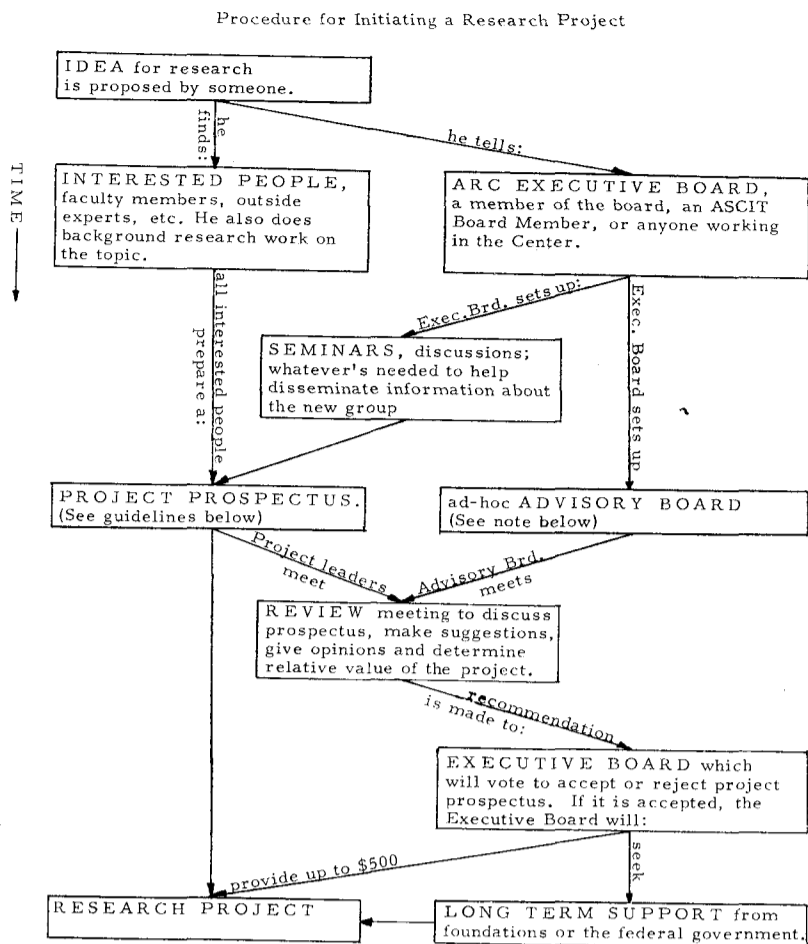 Procedure for Initiating a Research Project
IDEA for research
is proposed by someone.
he
finds:
he tells:
TIME
INTERESTED PEOPLE,
faculty members, outside
experts, etc. He also does
background research work on
the topic.
ARC EXECUTIVE BOARD,
a member of the board, an ASCIT
Board Member, or anyone working
in the Center.
all interested people
prepare a:
Exec. Brd. sets up:
Exec. Board sets up
SEMINARS, discussions;
whatever's needed to help
disseminate information about
the new group
PROJECT PROSPECTUS.
(See guidelines below)
ad-hoc ADVISORY BOARD
(See note below)
Project leaders
meet
Advisory Brd.
meets
REVIEW meeting to discuss
prospectus, make suggestions,
give opinions and determine
relative value of the project.
recommendation
is made to:
EXECUTIVE BOARD which
will vote to accept or reject project
prospectus. If it is accepted, the
Executive Board will:
provide up to $500
seek
RESEARCH PROJECT
LONG TERM SUPPORT from
foundations or the federal government.